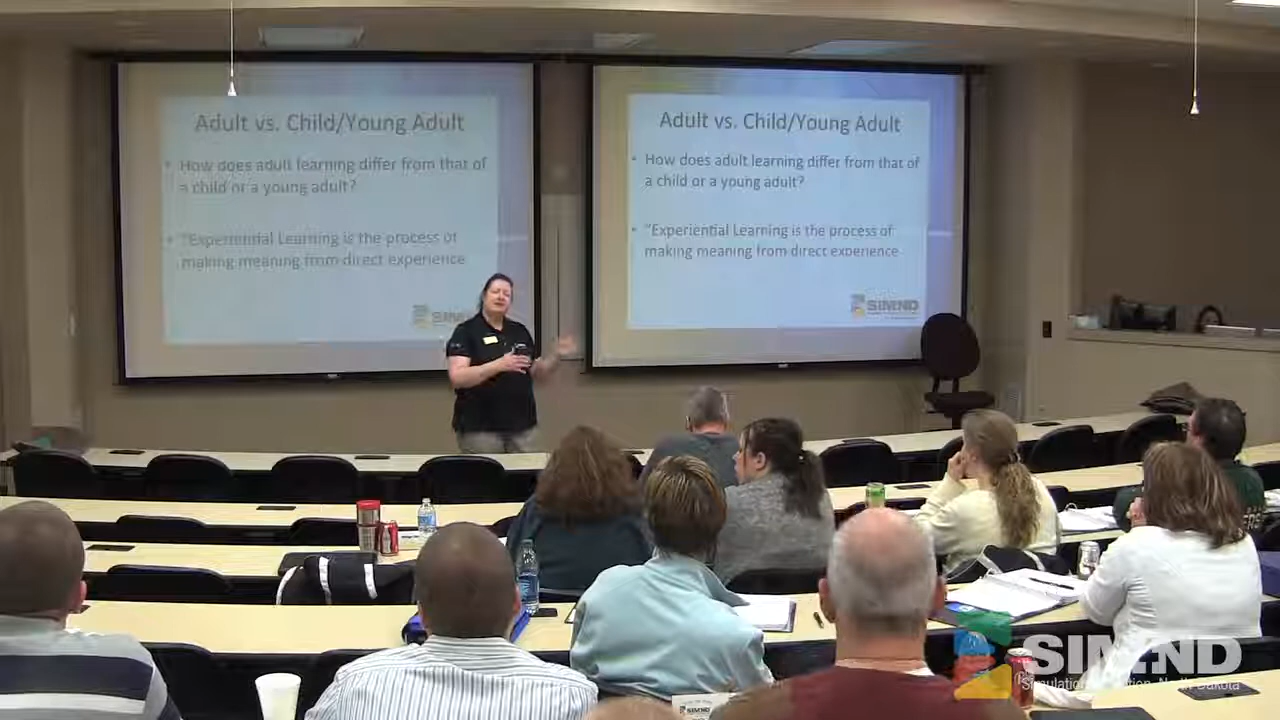 Adult vs. Child/Young Adult
• How does adult learning differ from that of
a child or a young adult?
• "Experiential Learning is the process of
making meaning from direct experience
SIMND
Adult vs. Child/Young Adult
• How does adult learning differ from that of
a child or a young adult?
• "Experiential Learning is the process of
making meaning from direct experience
SIMND
SIMND
Simulation North Dakota